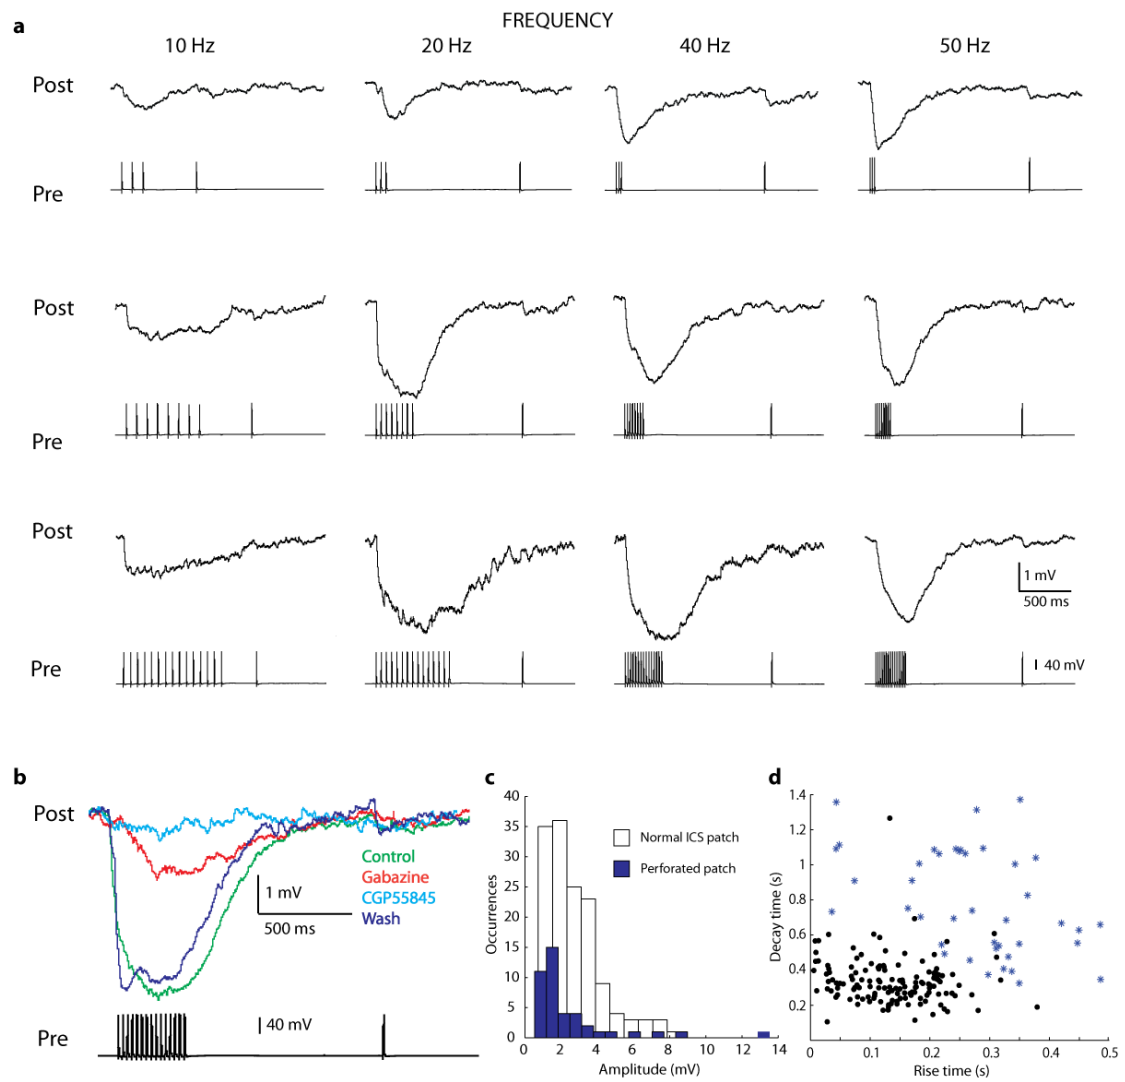 a
FREQUENCY
10 Hz 20 Hz 40 Hz 50 Hz
Post
Pre
Post
Pre
Post
1 mV
500 ms
Pre
40 mV
b
Post
Control
Gabazine
CGP55845
Wash
1 mV
500 ms
40 mV
Pre
c
40
35
30
25
20
15
10
5
0
Occurrences
Normal ICS patch
Perforated patch
0 2 4 6 8 10 12 14
Amplitude (mV)
d
1.4
1.2
1
0.8
0.6
0.4
0.2
Decay time (s)
0 0.1 0.2 0.3 0.4 0.5
Rise time (s)